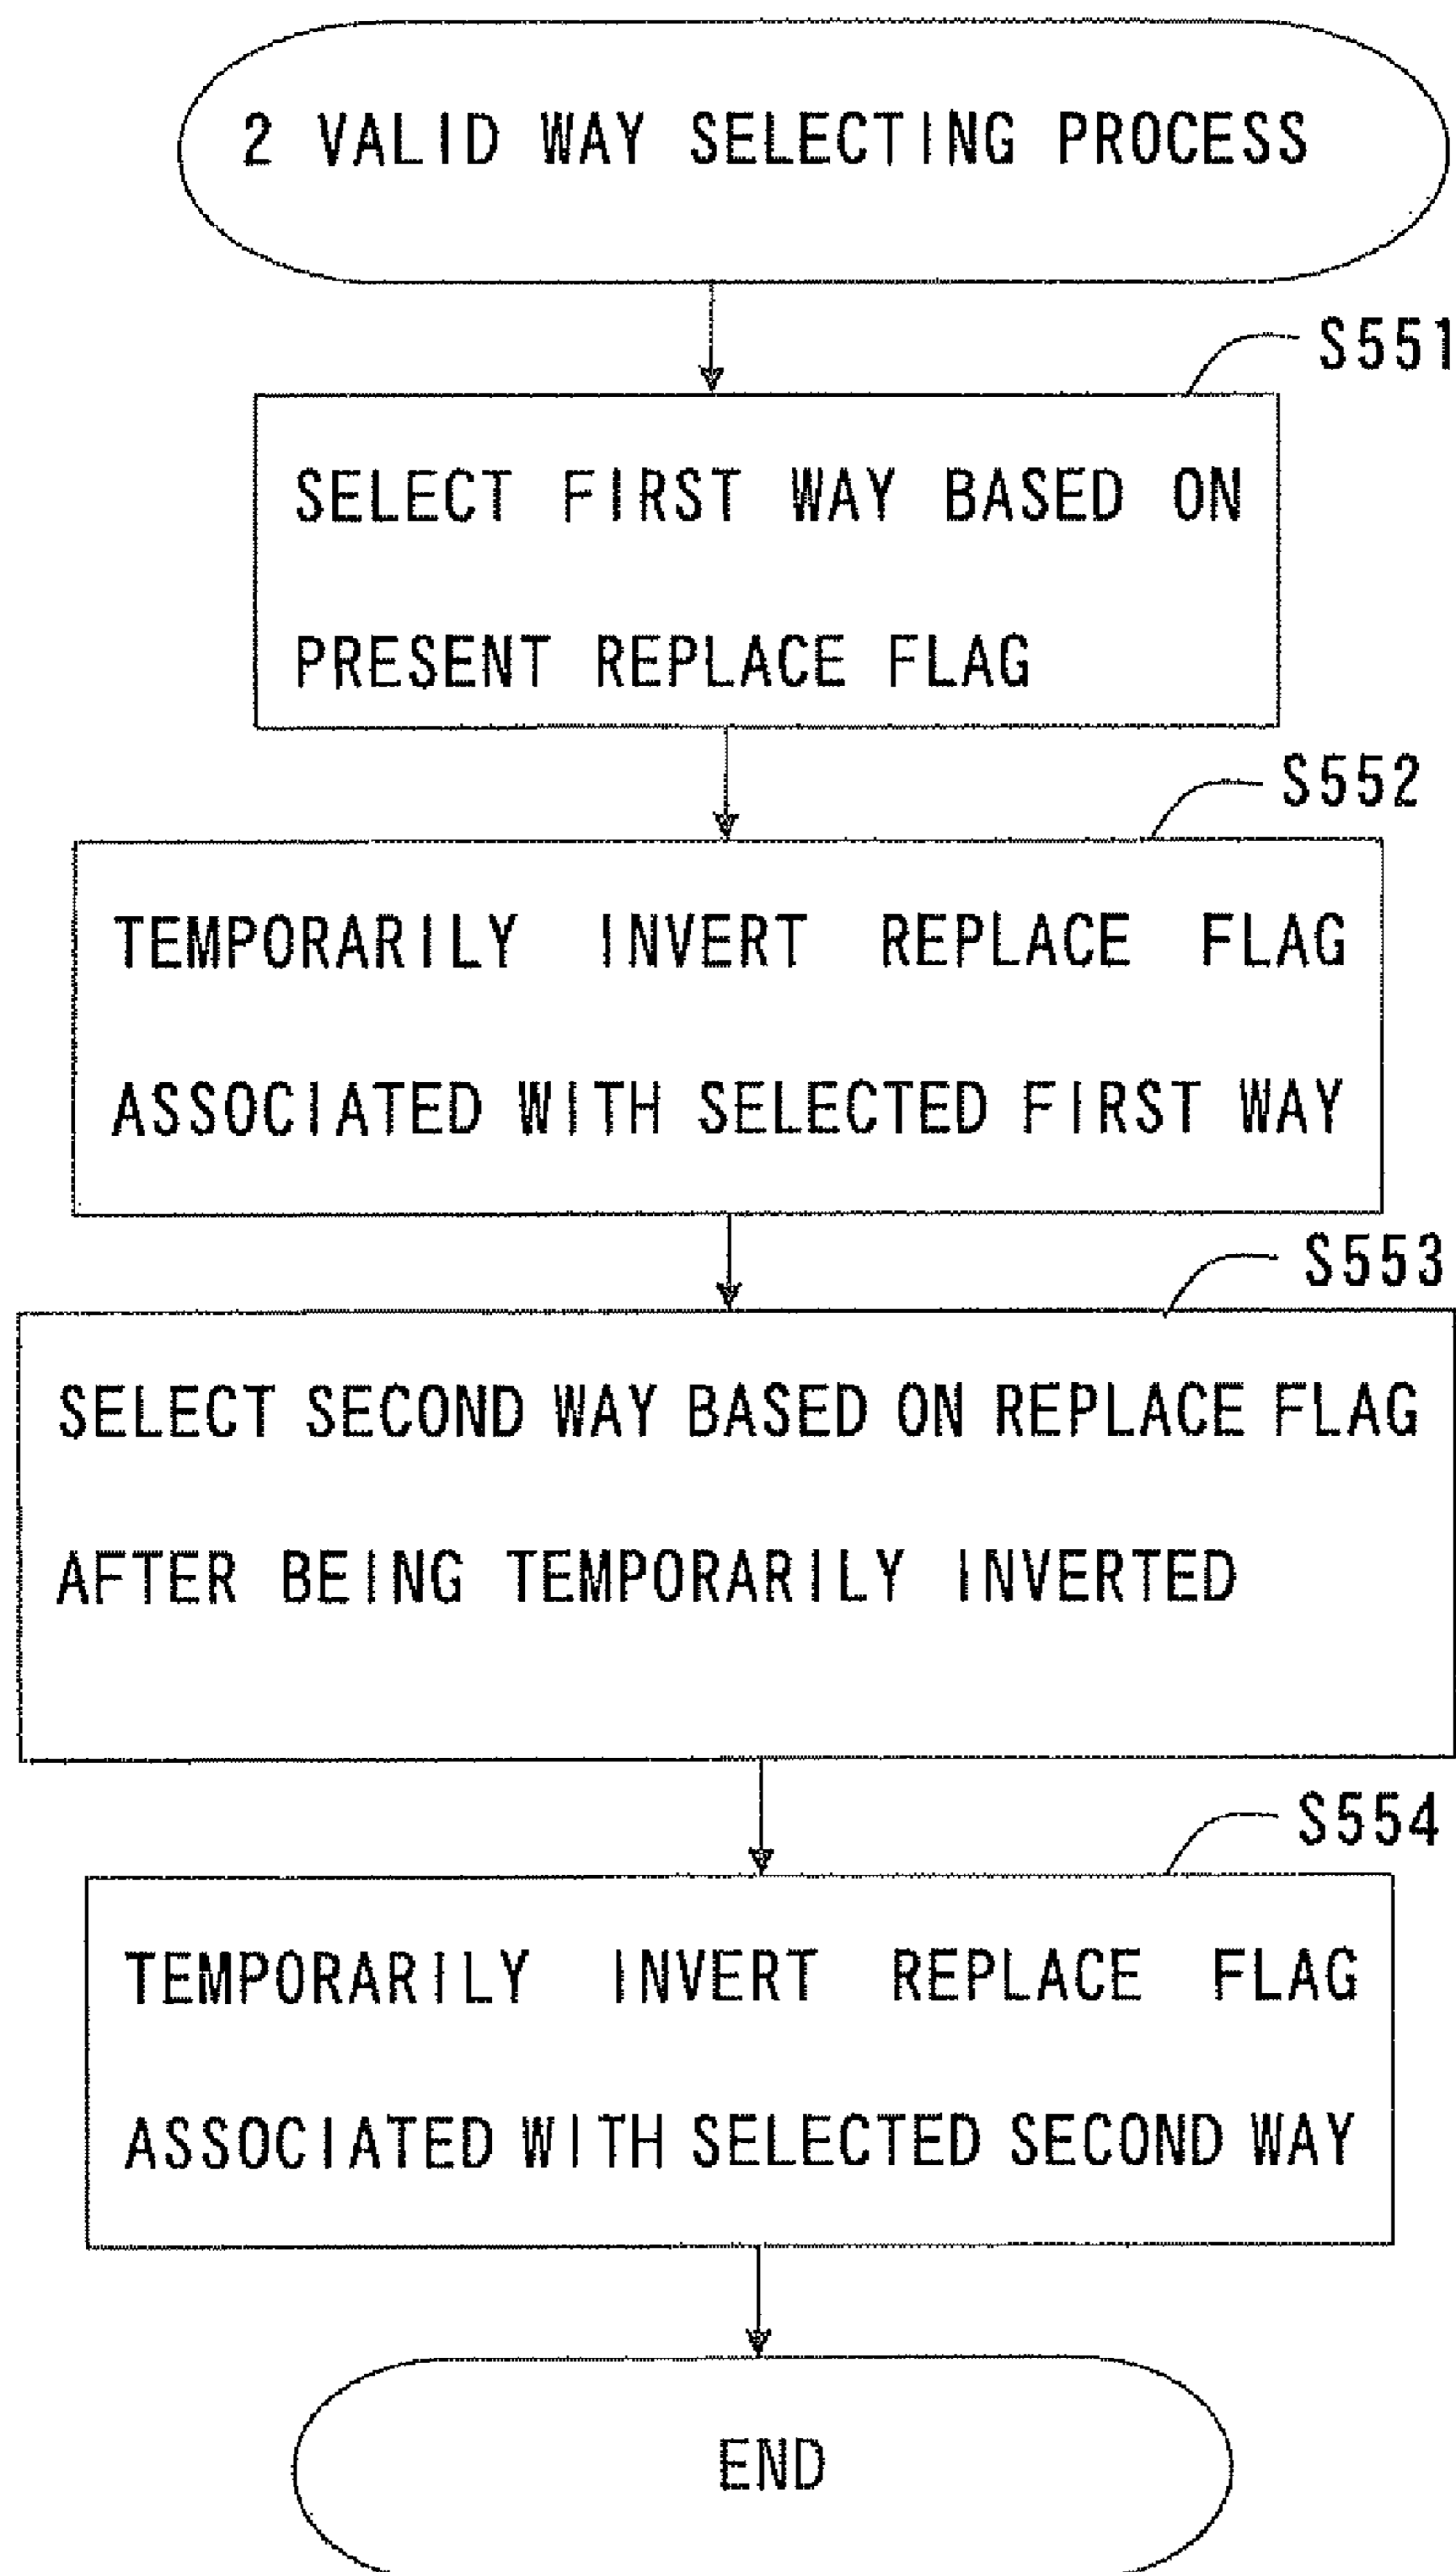 2 VALID WAY SELECTING PROCESS
S551
SELECT FIRST WAY BASED ON
PRESENT REPLACE FLAG
S552
TEMPORARILY INVERT REPLACE FLAG
ASSOCIATED WITH SELECTED FIRST WAY
S553
SELECT SECOND WAY BASED ON REPLACE FLAG
AFTER BEING TEMPORARILY INVERTED
S554
TEMPORARILY INVERT REPLACE FLAG
ASSOCIATED WITH SELECTED SECOND WAY
END